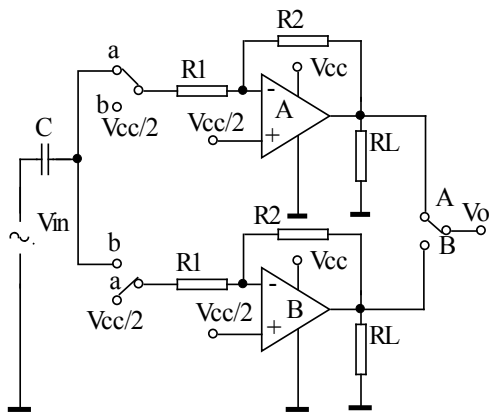 a
R1
R2
Vcc
b
Vcc/2
C
Vcc/2
-
+
A
RL
Vin
~
A
B
Vo
b
a
Vcc/2
R1
R2
Vcc
Vcc/2
-
+
B
RL